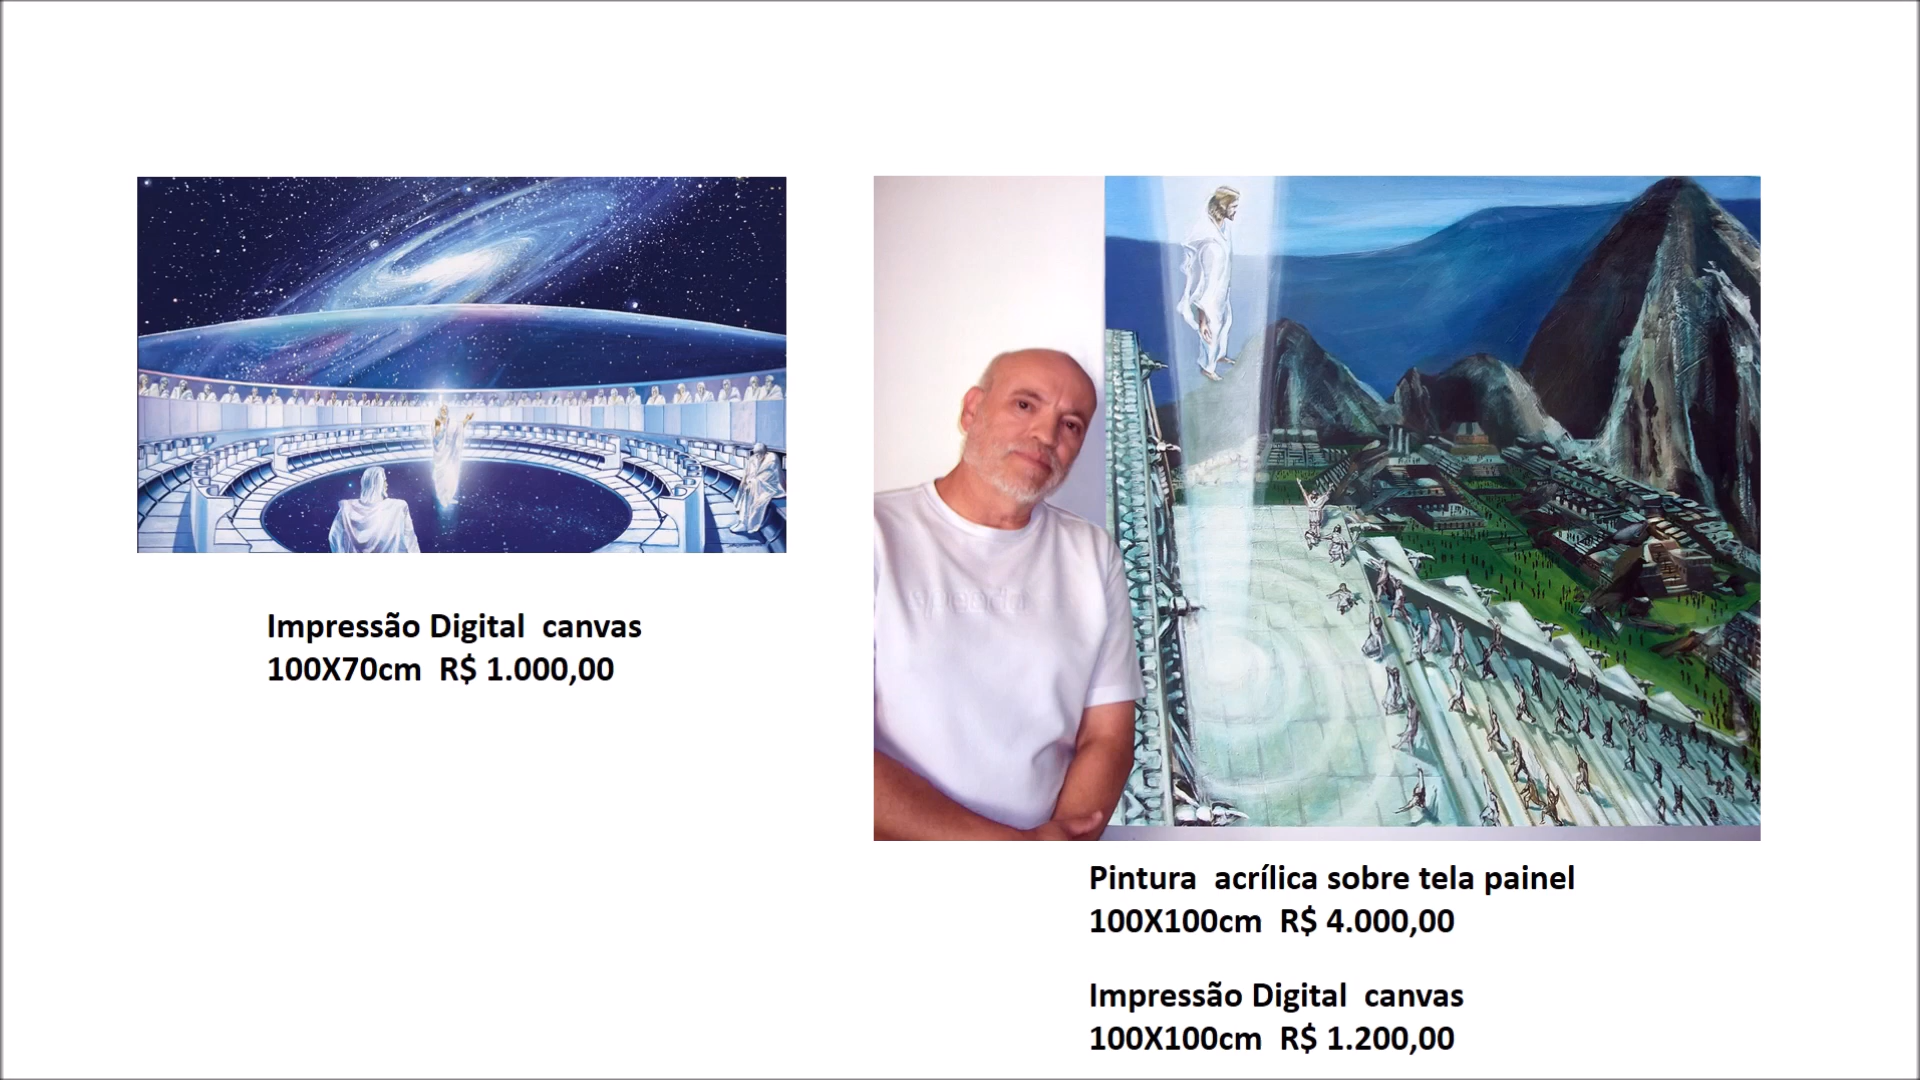 Impressão Digital canvas
100X70cm R$ 1.000,00
speedo
Pintura acrílica sobre tela painel
100X100cm R$ 4.000,00
Impressão Digital canvas
100X100cm R$ 1.200,00